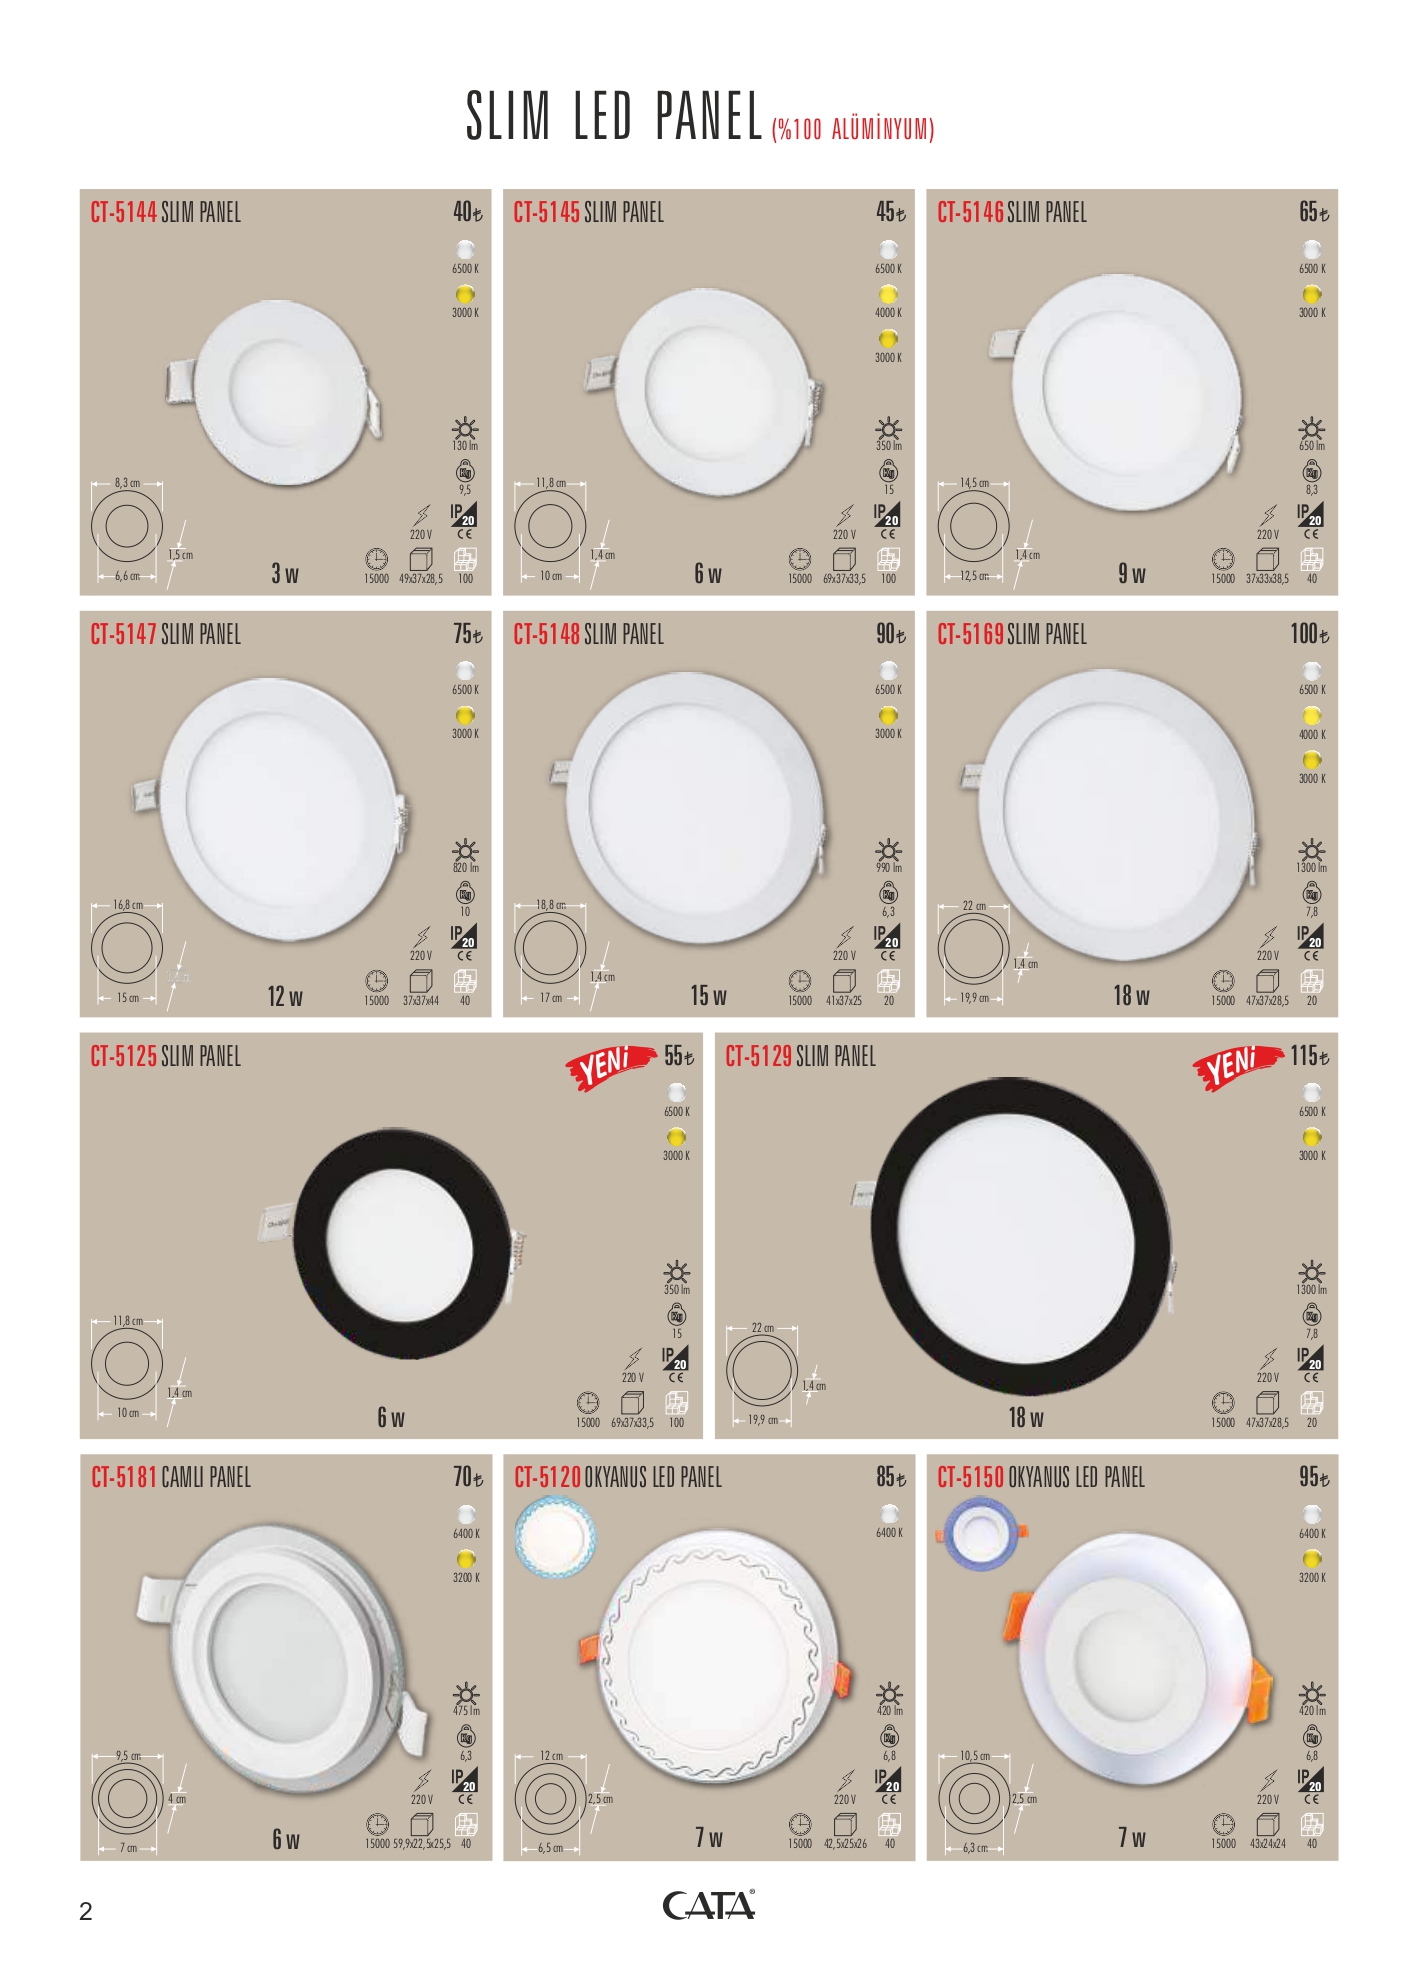 SLIM LED PANEL (%100 ALÜMİNYUM)
CT-5144 SLIM PANEL 40₺
6500 K
3000 K
130 lm
Kg
9,5
8,3 cm
1,5 cm
6,6 cm
3 w
220 V
IP 20
CE
15000 49x37x28,5 100
CT-5145 SLIM PANEL 45₺
6500 K
4000 K
3000 K
350 lm
Kg
15
11,8 cm
1,4 cm
10 cm
6 w
220 V
IP 20
CE
15000 69x37x33,5 100
CT-5146 SLIM PANEL 65₺
6500 K
3000 K
650 lm
Kg
8,3
14,5 cm
1,4 cm
12,5 cm
9 w
220 V
IP 20
CE
15000 37x33x38,5 40
CT-5147 SLIM PANEL 75₺
6500 K
3000 K
820 lm
Kg
10
16,8 cm
15 cm
12 w
220 V
IP 20
CE
15000 37x37x44 40
CT-5148 SLIM PANEL 90₺
6500 K
3000 K
990 lm
Kg
6,3
18,8 cm
1,4 cm
17 cm
15 w
220 V
IP 20
CE
15000 41x37x25 20
CT-5169 SLIM PANEL 100₺
6500 K
4000 K
3000 K
1300 lm
Kg
7,8
22 cm
1,4 cm
19,9 cm
18 w
220 V
IP 20
CE
15000 47x37x28,5 20
CT-5125 SLIM PANEL YENİ 55₺
6500 K
3000 K
350 lm
Kg
15
11,8 cm
1,4 cm
10 cm
6 w
220 V
IP 20
CE
15000 69x37x33,5 100
CT-5129 SLIM PANEL YENİ 115₺
6500 K
3000 K
1300 lm
Kg
7,8
22 cm
1,4 cm
19,9 cm
18 w
220 V
IP 20
CE
15000 47x37x28,5 20
CT-5181 CAMLI PANEL 70₺
6400 K
3200 K
475 lm
Kg
6,3
9,5 cm
4 cm
7 cm
6 w
220 V
IP 20
CE
15000 59,9x22,5x25,5 40
CT-5120 OKYANUS LED PANEL 85₺
6400 K
420 lm
Kg
6,8
12 cm
2,5 cm
6,5 cm
7 w
220 V
IP 20
CE
15000 42,5x25x26 40
CT-5150 OKYANUS LED PANEL 95₺
6400 K
3200 K
420 lm
Kg
6,8
10,5 cm
2,5 cm
6,3 cm
7 w
220 V
IP 20
CE
15000 43x24x24 40
2
CATA®